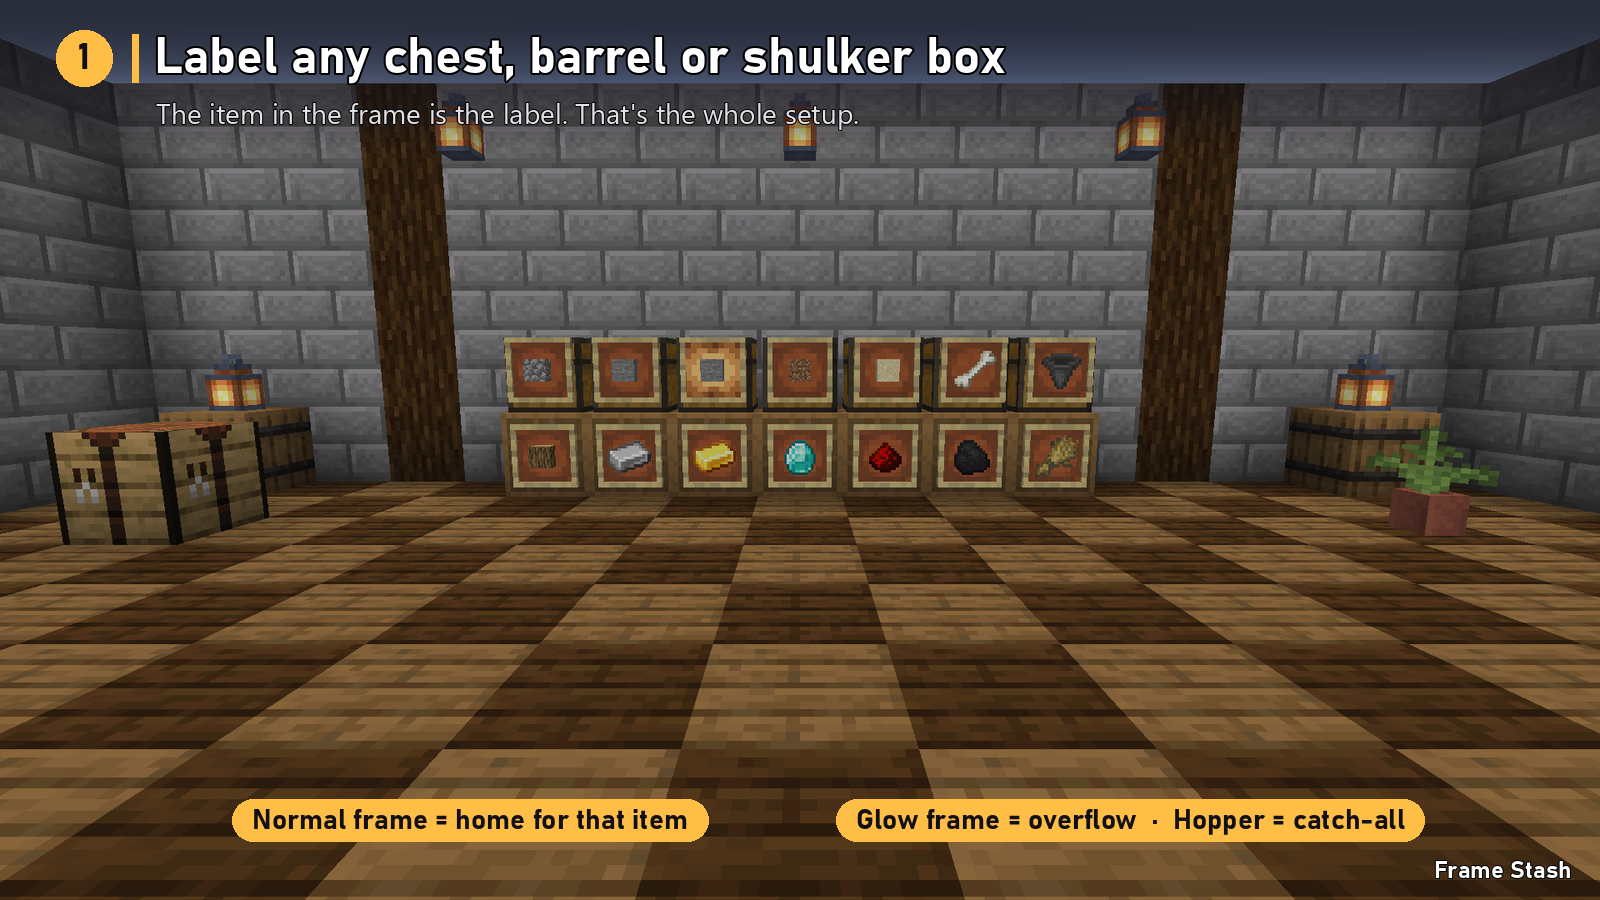 1
Label any chest, barrel or shulker box
The item in the frame is the label. That's the whole setup.
Normal frame = home for that item
Glow frame = overflow · Hopper = catch-all
Frame Stash